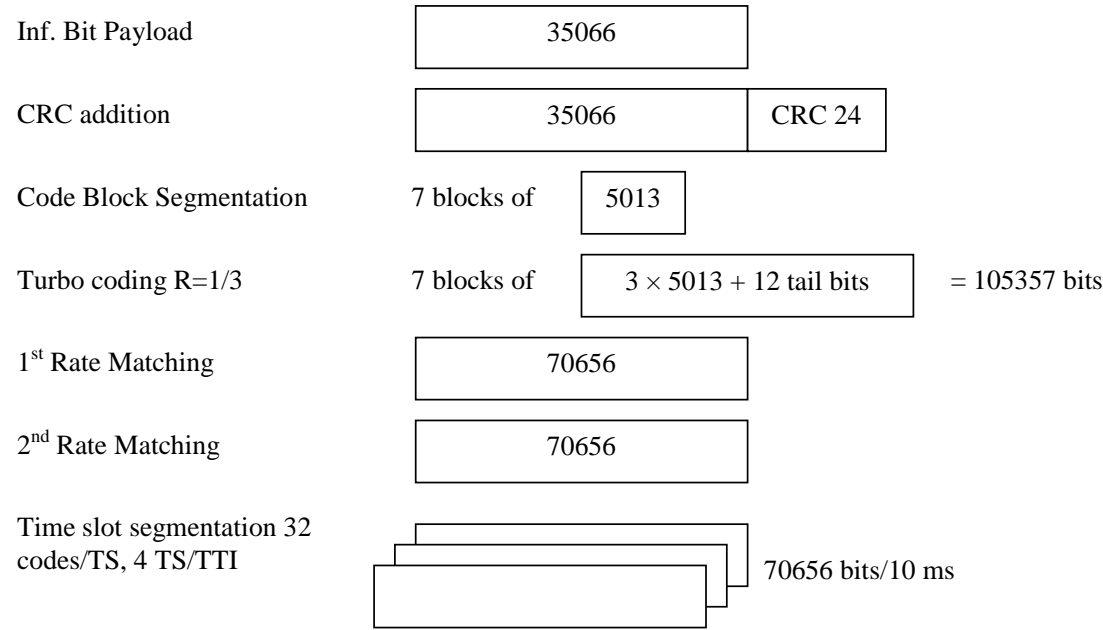 Inf. Bit Payload 35066
CRC addition 35066 CRC 24
Code Block Segmentation 7 blocks of 5013
Turbo coding R=1/3 7 blocks of 3 × 5013 + 12 tail bits = 105357 bits
1st Rate Matching 70656
2nd Rate Matching 70656
Time slot segmentation 32
codes/TS, 4 TS/TTI
70656 bits/10 ms